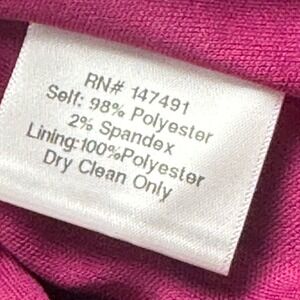 RN# 147491
Self: 98% Polyester
2% Spandex
Lining:100%Polyester
Dry Clean Only